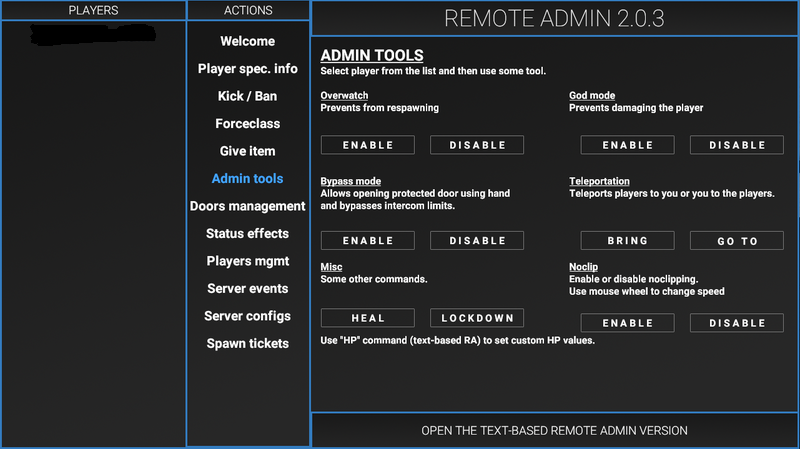 PLAYERS
ACTIONS
Welcome
Player spec. info
Kick / Ban
Forceclass
Give item
Admin tools
Doors management
Status effects
Players mgmt
Server events
Server configs
Spawn tickets
REMOTE ADMIN 2.0.3
ADMIN TOOLS
Select player from the list and then use some tool.
Overwatch
Prevents from respawning
ENABLE DISABLE
God mode
Prevents damaging the player
ENABLE DISABLE
Bypass mode
Allows opening protected door using hand
and bypasses intercom limits.
ENABLE DISABLE
Teleportation
Teleports players to you or you to the players.
BRING GO TO
Misc
Some other commands.
HEAL LOCKDOWN
Use "HP" command (text-based RA) to set custom HP values.
Noclip
Enable or disable noclipping.
Use mouse wheel to change speed
ENABLE DISABLE
OPEN THE TEXT-BASED REMOTE ADMIN VERSION